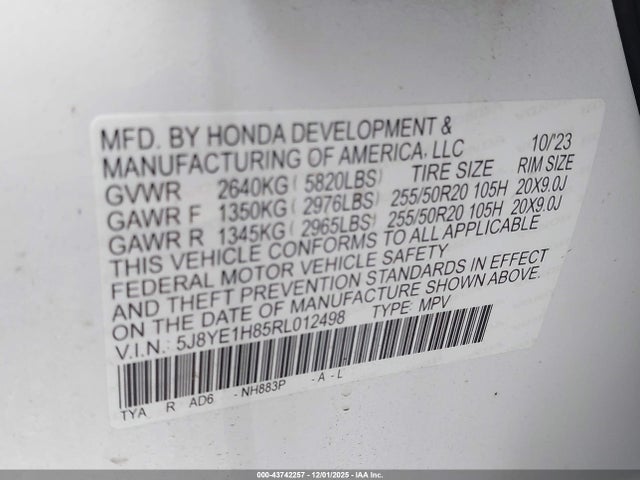 MFD. BY HONDA DEVELOPMENT & 10/'23
MANUFACTURING OF AMERICA, LLC TIRE SIZE RIM SIZE
GVWR 2640KG ( 5820LBS)
GAWR F 1350KG ( 2976LBS) 255/50R20 105H 20X9.0J
GAWR R 1345KG ( 2965LBS) 255/50R20 105H 20X9.0J
THIS VEHICLE CONFORMS TO ALL APPLICABLE
FEDERAL MOTOR VEHICLE SAFETY
AND THEFT PREVENTION STANDARDS IN EFFECT
ON THE DATE OF MANUFACTURE SHOWN ABOVE.
V.I.N.: 5J8YE1H85RL012498 TYPE: MPV
TYA R AD6 -NH883P -A-L
000-43742257 - 12/01/2025 - IAA Inc.